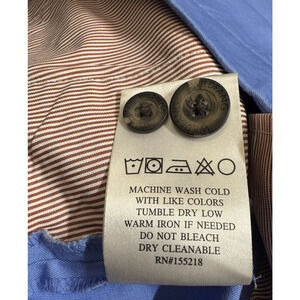 MACHINE WASH COLD
WITH LIKE COLORS
TUMBLE DRY LOW
WARM IRON IF NEEDED
DO NOT BLEACH
DRY CLEANABLE
RN#155218